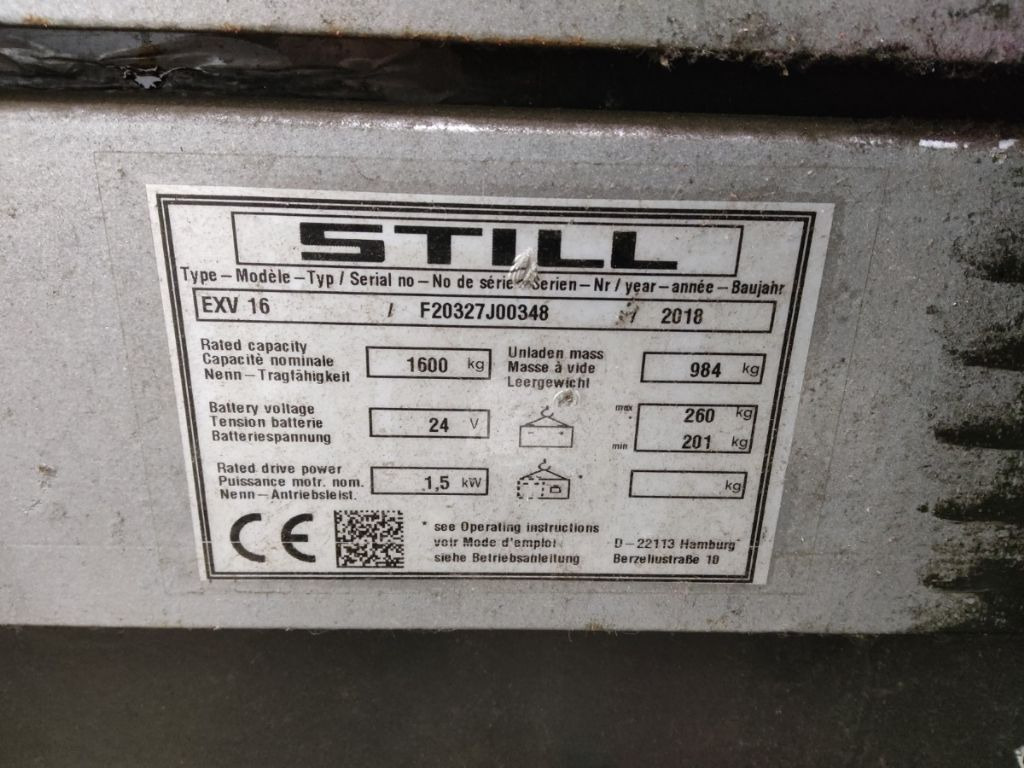 STILL
Type – Modèle – Typ / Serial no – No de série – Serien – Nr / year – année – Baujahr
EXV 16 / F20327J00348 / 2018
Rated capacity
Capacitè nominale
Nenn – Tragfähigkeit
1600 kg
Unladen mass
Masse à vide
Leergewicht
984 kg
Battery voltage
Tension batterie
Batteriespannung
24 V
max 260 kg
min 201 kg
Rated drive power
Puissance motr. nom.
Nenn – Antriebsleist.
1,5 kW
*
kg
CE
* see Operating instructions
voir Mode d'emploi
siehe Betriebsanleitung
D – 22113 Hamburg
Berzeliustraße 10